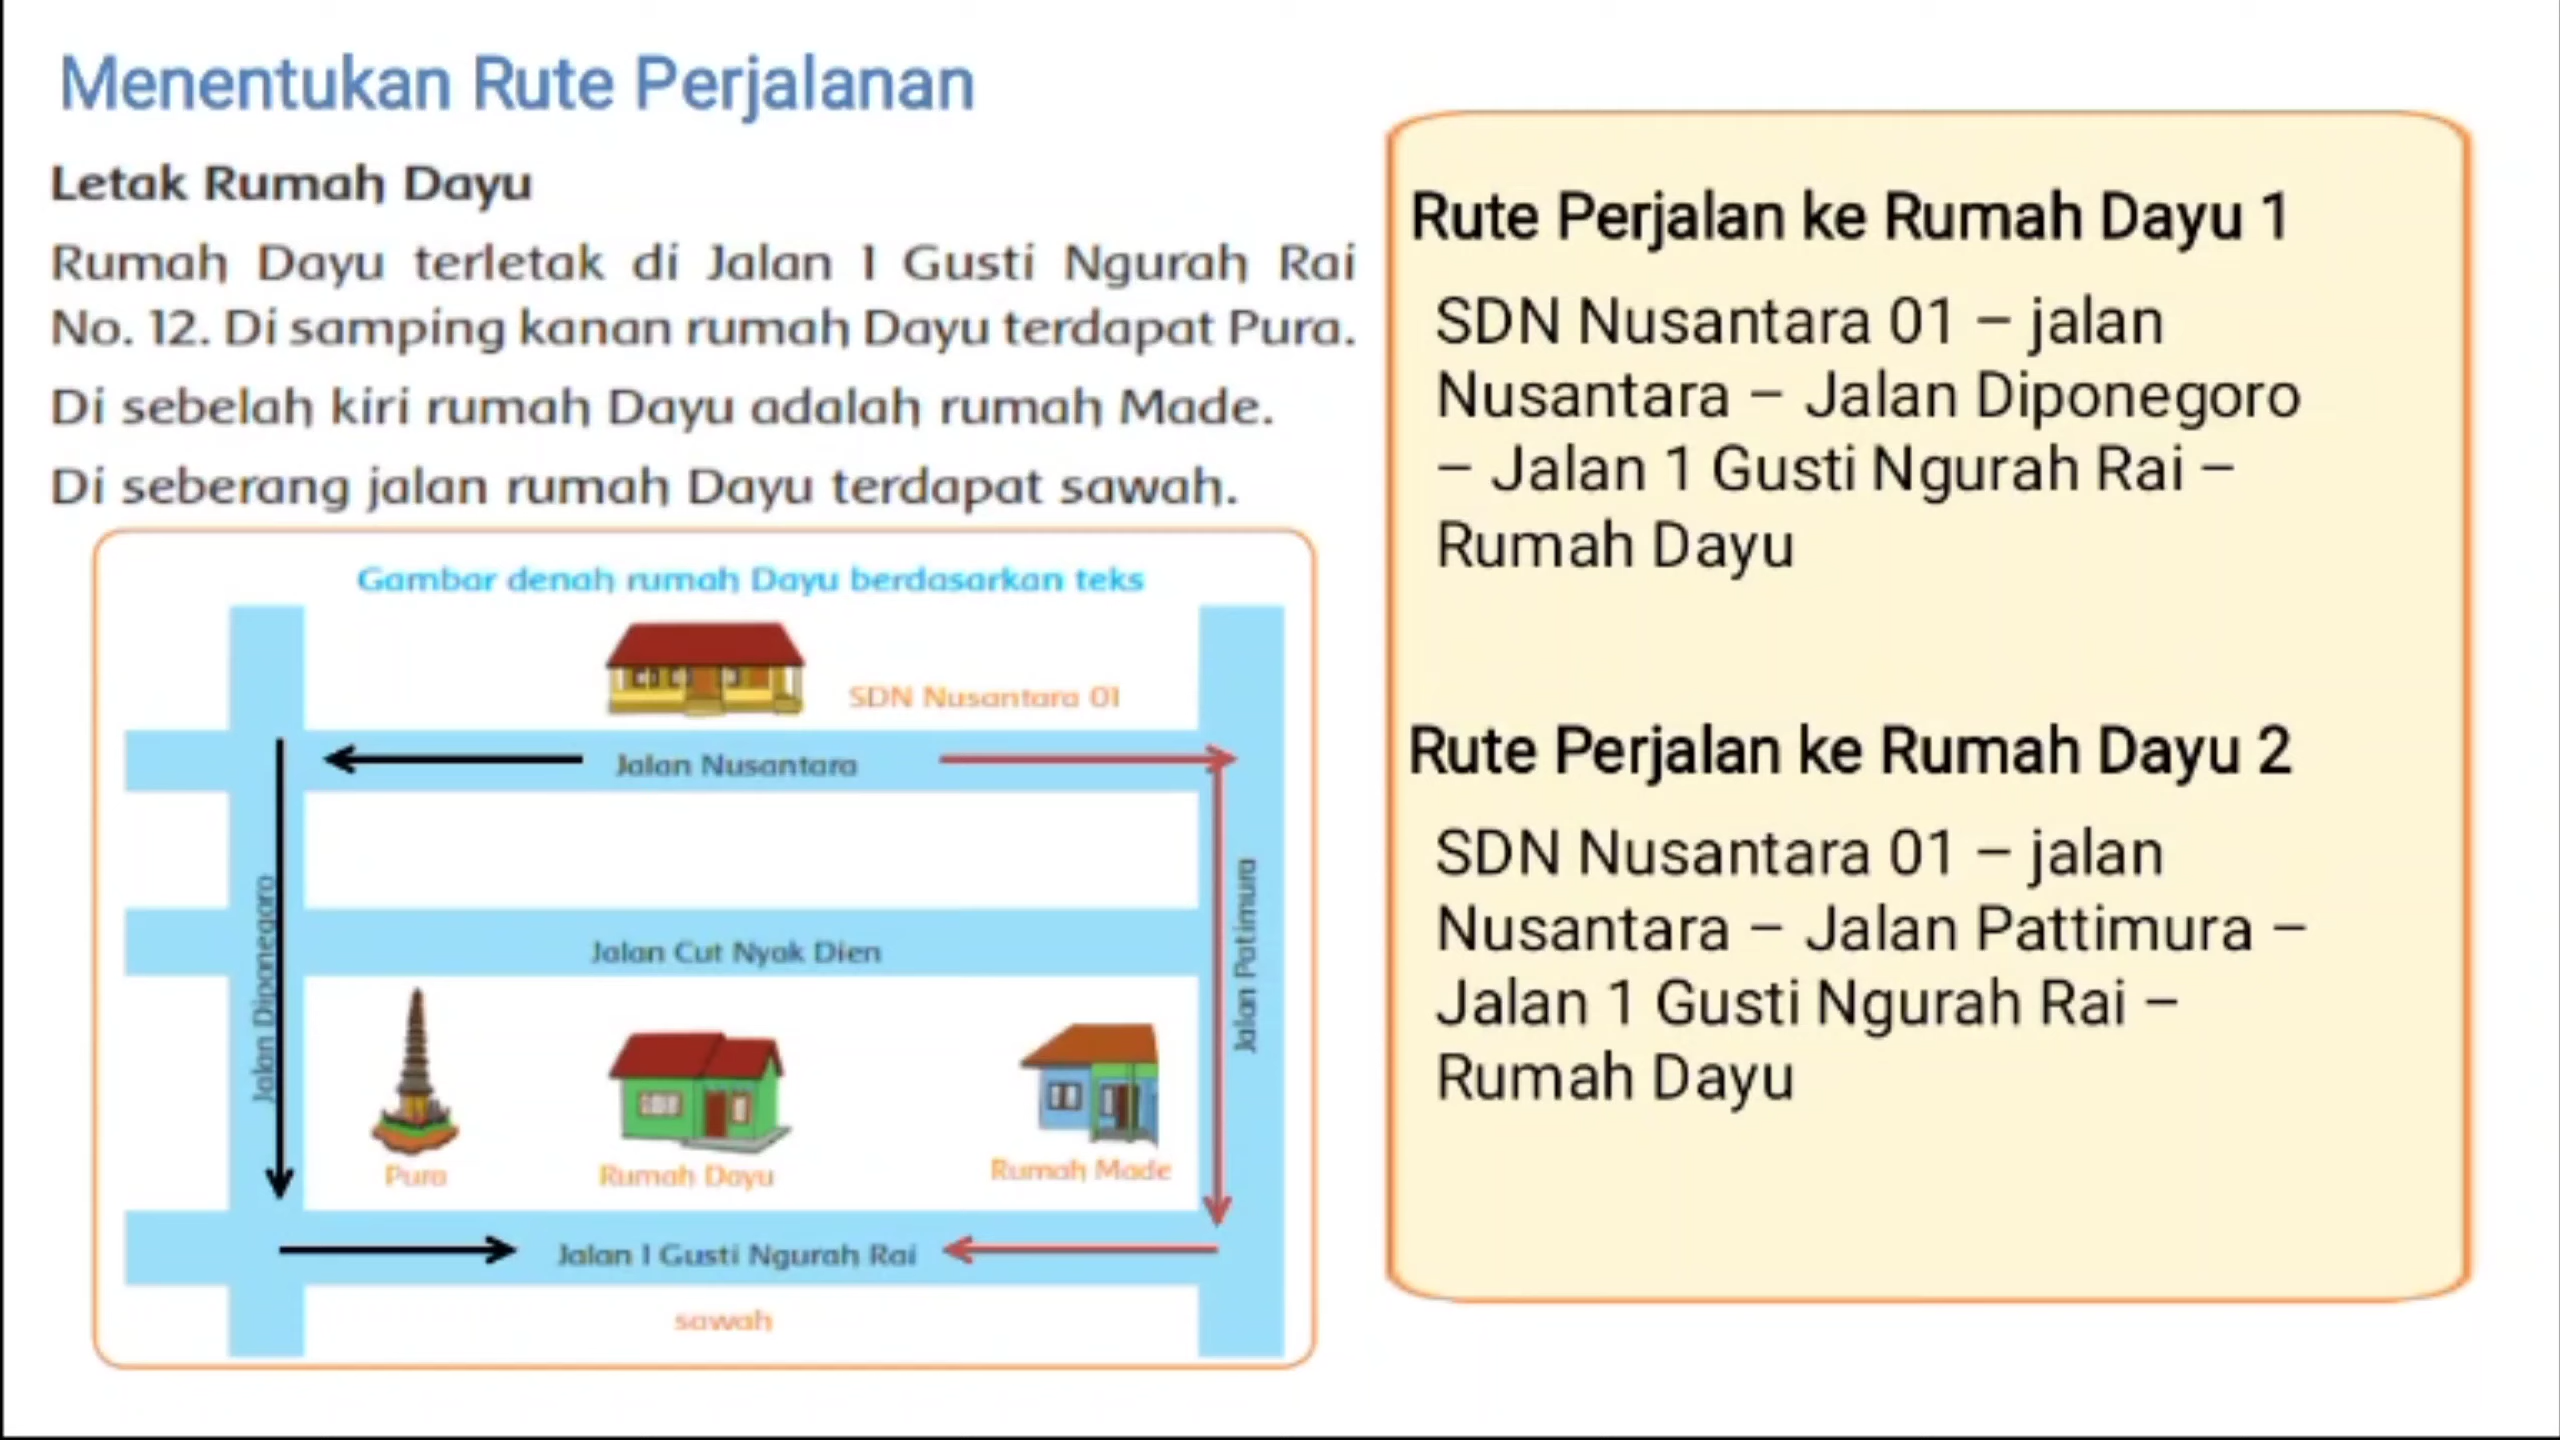 Menentukan Rute Perjalanan
Letak Rumah Dayu
Rumah Dayu terletak di Jalan 1 Gusti Ngurah Rai
No. 12. Di samping kanan rumah Dayu terdapat Pura.
Di sebelah kiri rumah Dayu adalah rumah Made.
Di seberang jalan rumah Dayu terdapat sawah.
Gambar denah rumah Dayu berdasarkan teks
SDN Nusantara 01
Jalan Nusantara
Jalan Diponegoro
Jalan Cut Nyak Dien
Jalan Patimura
Pura
Rumah Dayu
Rumah Made
Jalan 1 Gusti Ngurah Rai
sawah
Rute Perjalan ke Rumah Dayu 1
SDN Nusantara 01 – jalan
Nusantara – Jalan Diponegoro
– Jalan 1 Gusti Ngurah Rai –
Rumah Dayu
Rute Perjalan ke Rumah Dayu 2
SDN Nusantara 01 – jalan
Nusantara – Jalan Pattimura –
Jalan 1 Gusti Ngurah Rai –
Rumah Dayu